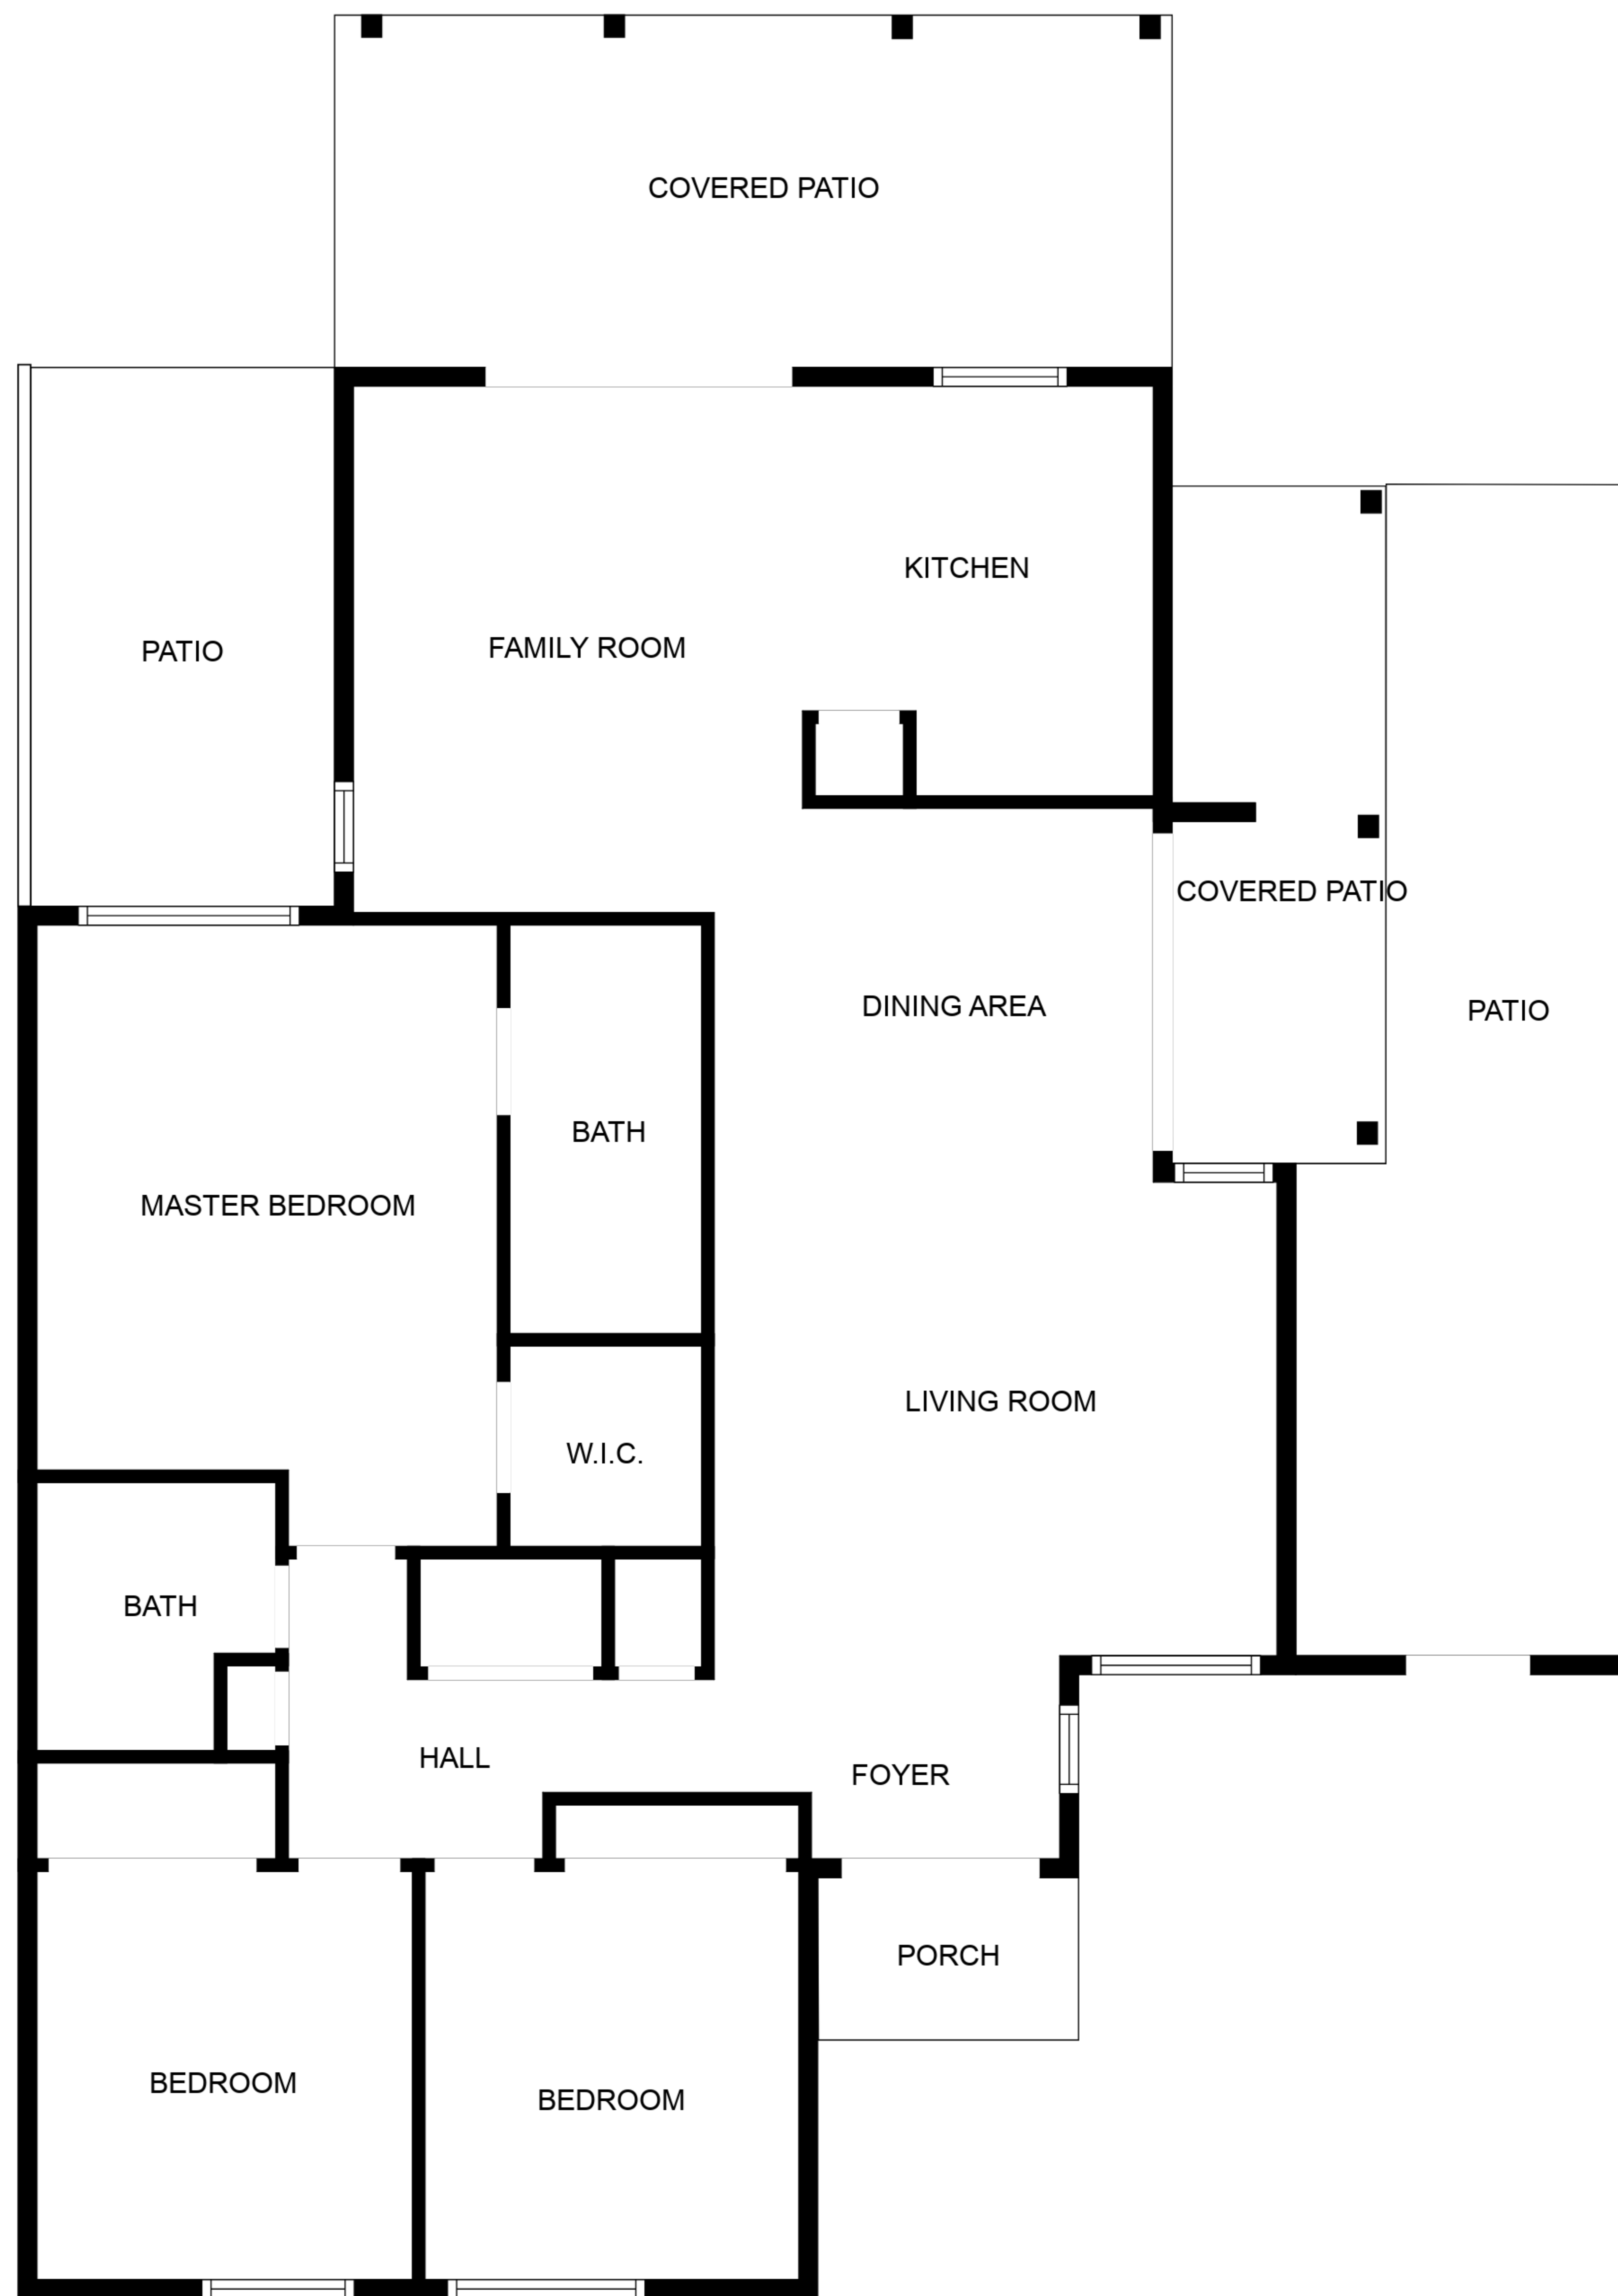 COVERED PATIO
KITCHEN
FAMILY ROOM
PATIO
COVERED PATIO
DINING AREA
PATIO
BATH
MASTER BEDROOM
LIVING ROOM
W.I.C.
BATH
HALL
FOYER
PORCH
BEDROOM
BEDROOM